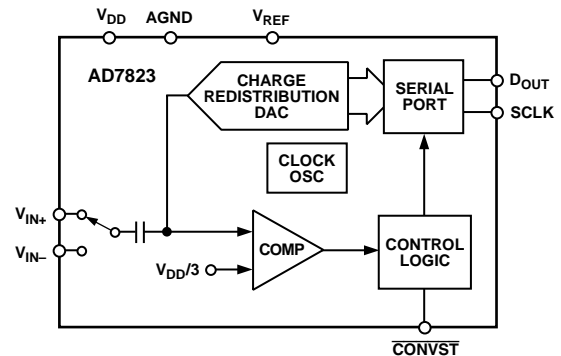 VDD AGND VREF
AD7823
CHARGE
REDISTRIBUTION
DAC
SERIAL
PORT
DOUT
SCLK
CLOCK
OSC
VIN+
VIN–
COMP
VDD/3
CONTROL
LOGIC
CONVST